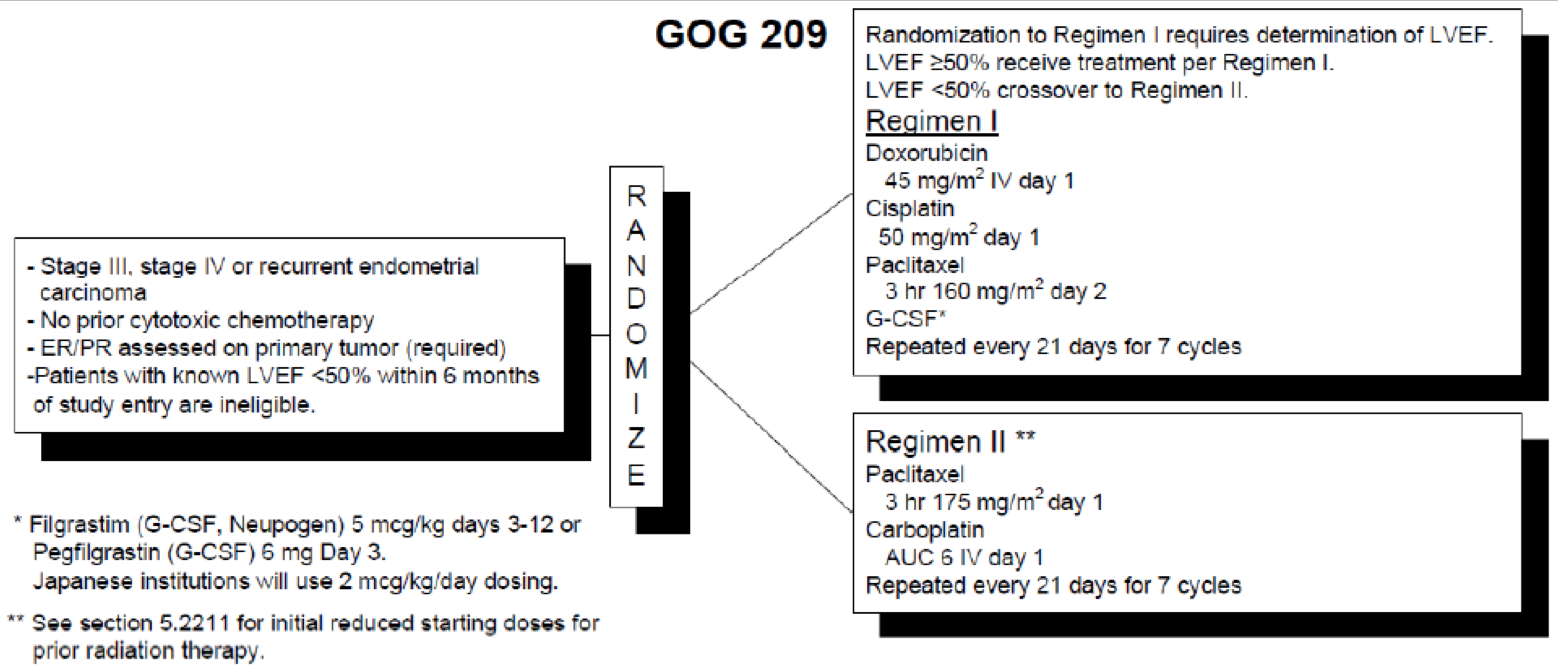 GOG 209
- Stage III, stage IV or recurrent endometrial
carcinoma
- No prior cytotoxic chemotherapy
- ER/PR assessed on primary tumor (required)
-Patients with known LVEF <50% within 6 months
of study entry are ineligible.
R
A
N
D
O
M
I
Z
E
Randomization to Regimen I requires determination of LVEF.
LVEF ≥50% receive treatment per Regimen I.
LVEF <50% crossover to Regimen II.
Regimen I
Doxorubicin
45 mg/m² IV day 1
Cisplatin
50 mg/m² day 1
Paclitaxel
3 hr 160 mg/m² day 2
G-CSF*
Repeated every 21 days for 7 cycles
Regimen II **
Paclitaxel
3 hr 175 mg/m² day 1
Carboplatin
AUC 6 IV day 1
Repeated every 21 days for 7 cycles
* Filgrastim (G-CSF, Neupogen) 5 mcg/kg days 3-12 or
Pegfilgrastin (G-CSF) 6 mg Day 3.
Japanese institutions will use 2 mcg/kg/day dosing.
** See section 5.2211 for initial reduced starting doses for
prior radiation therapy.